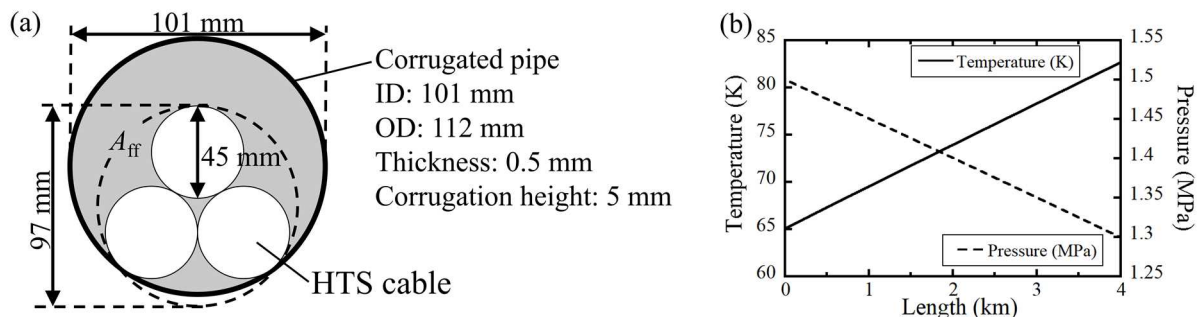 (a)
101 mm
Corrugated pipe
ID: 101 mm
OD: 112 mm
Thickness: 0.5 mm
Corrugation height: 5 mm
A_ff
45 mm
97 mm
HTS cable
(b)
85
80
75
70
65
60
Temperature (K)
Temperature (K)
Pressure (MPa)
1.55
1.5
1.45
1.4
1.35
1.3
1.25
Pressure (MPa)
0 1 2 3 4
Length (km)